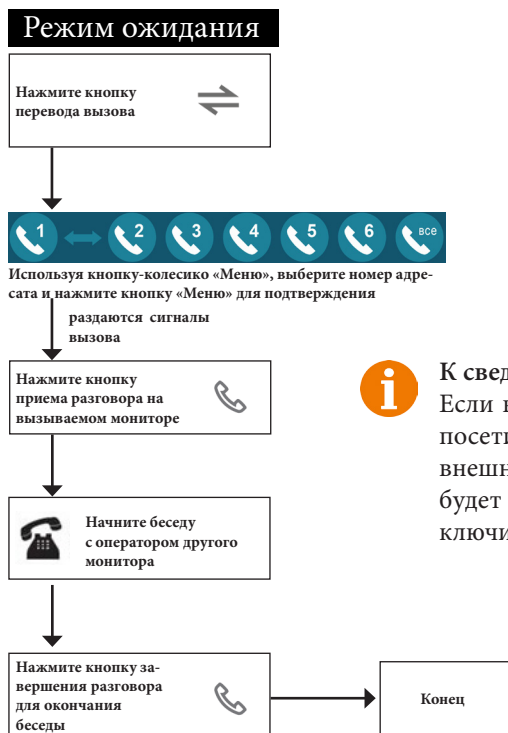 Режим ожидания
Нажмите кнопку
перевода вызова
1 2 3 4 5 6 все
Используя кнопку-колесико «Меню», выберите номер адре-
сата и нажмите кнопку «Меню» для подтверждения
раздаются сигналы
вызова
Нажмите кнопку
приема разговора на
вызываемом мониторе
К
Если
будет
Начните беседу
с оператором другого
монитора
Нажмите кнопку за-
вершения разговора
для окончания
беседы
Конец